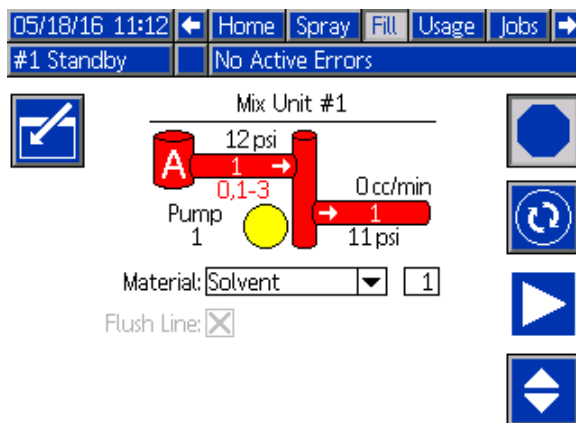 05/18/16 11:12 Home Spray Fill Usage Jobs
#1 Standby No Active Errors
Mix Unit #1
12 psi
A 1
0,1-3
0 cc/min
Pump
1
1
11 psi
Material: Solvent 1
Flush Line: